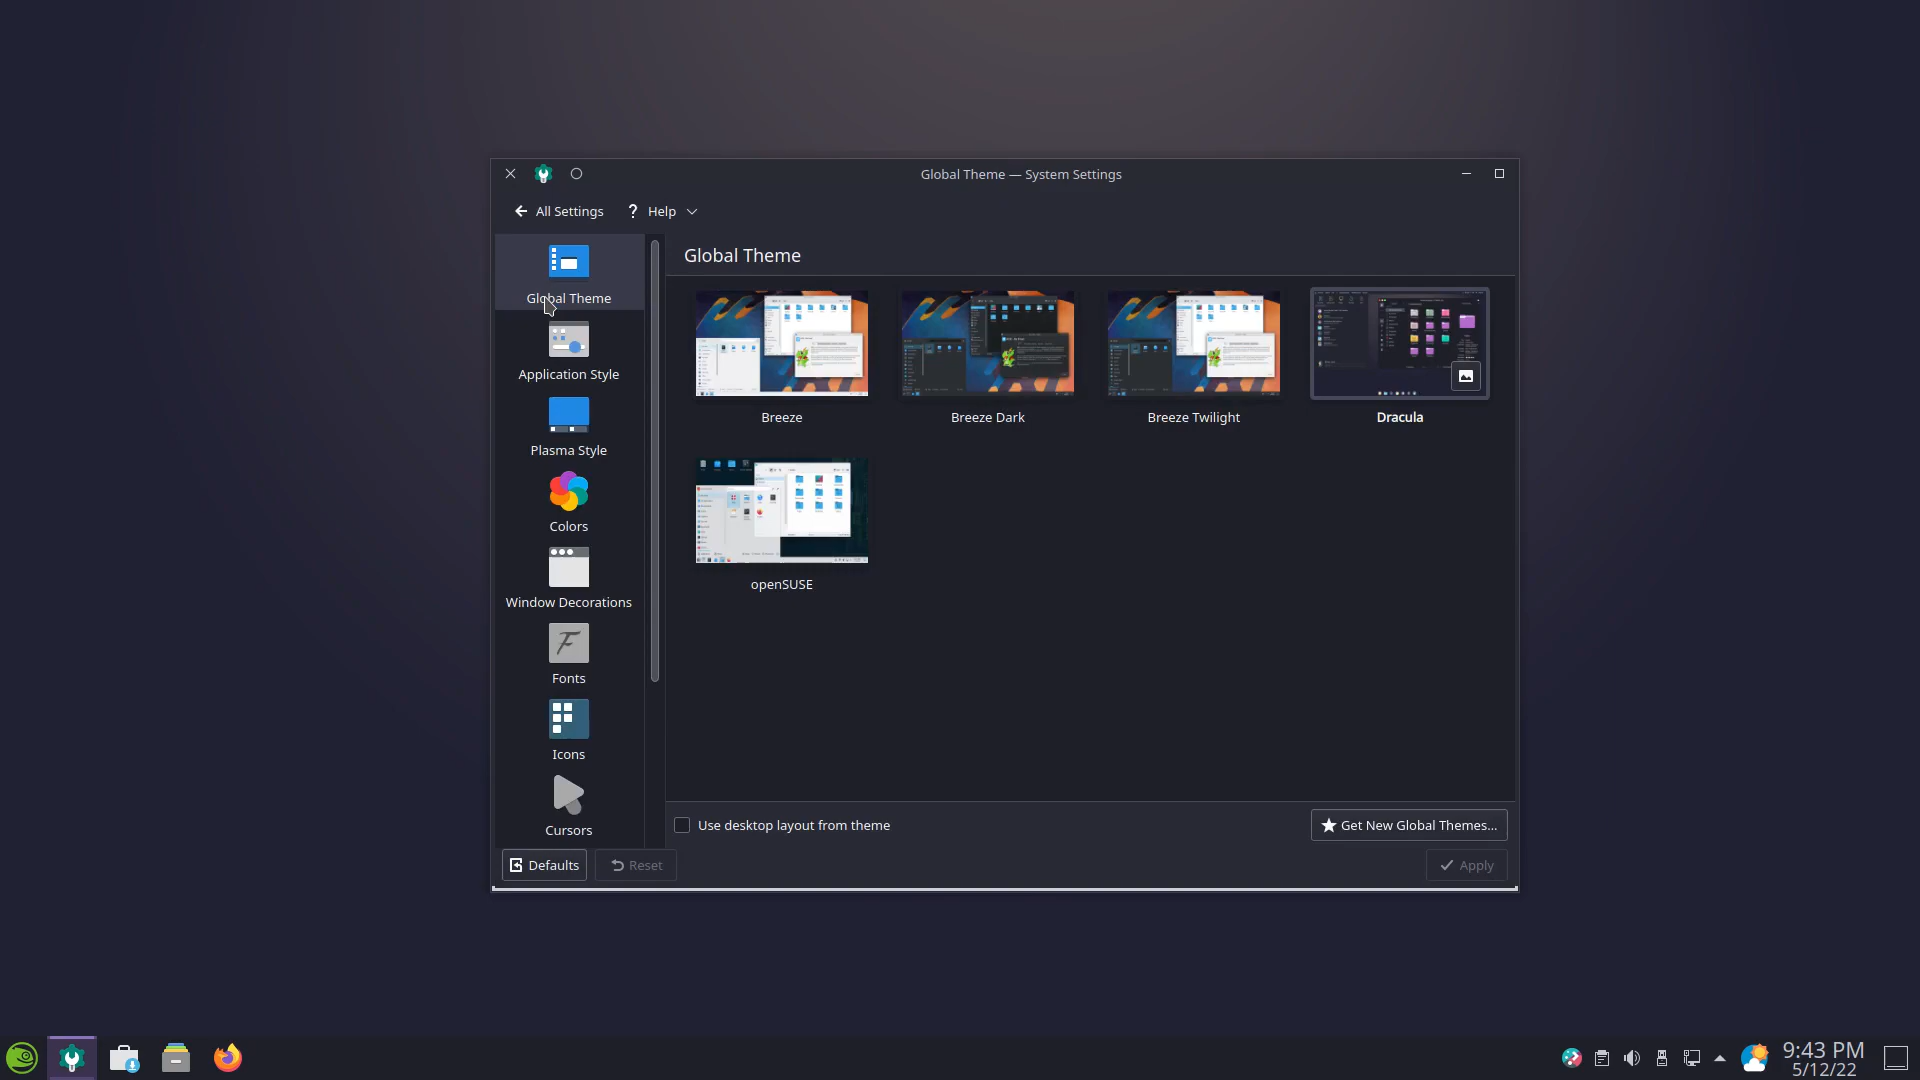 Global Theme — System Settings
All Settings
? Help
Global Theme
Global Theme
Application Style
Plasma Style
Colors
Window Decorations
Fonts
Icons
Cursors
Breeze
Breeze Dark
Breeze Twilight
Dracula
openSUSE
Use desktop layout from theme
Get New Global Themes...
Defaults
Reset
Apply
9:43 PM
5/12/22